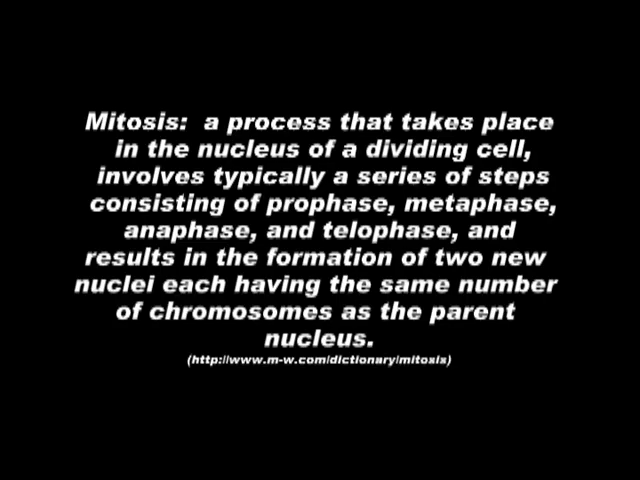 Mitosis: a process that takes place
in the nucleus of a dividing cell,
involves typically a series of steps
consisting of prophase, metaphase,
anaphase, and telophase, and
results in the formation of two new
nuclei each having the same number
of chromosomes as the parent
nucleus.
(http://www.m-w.com/dictionary/mitosis)